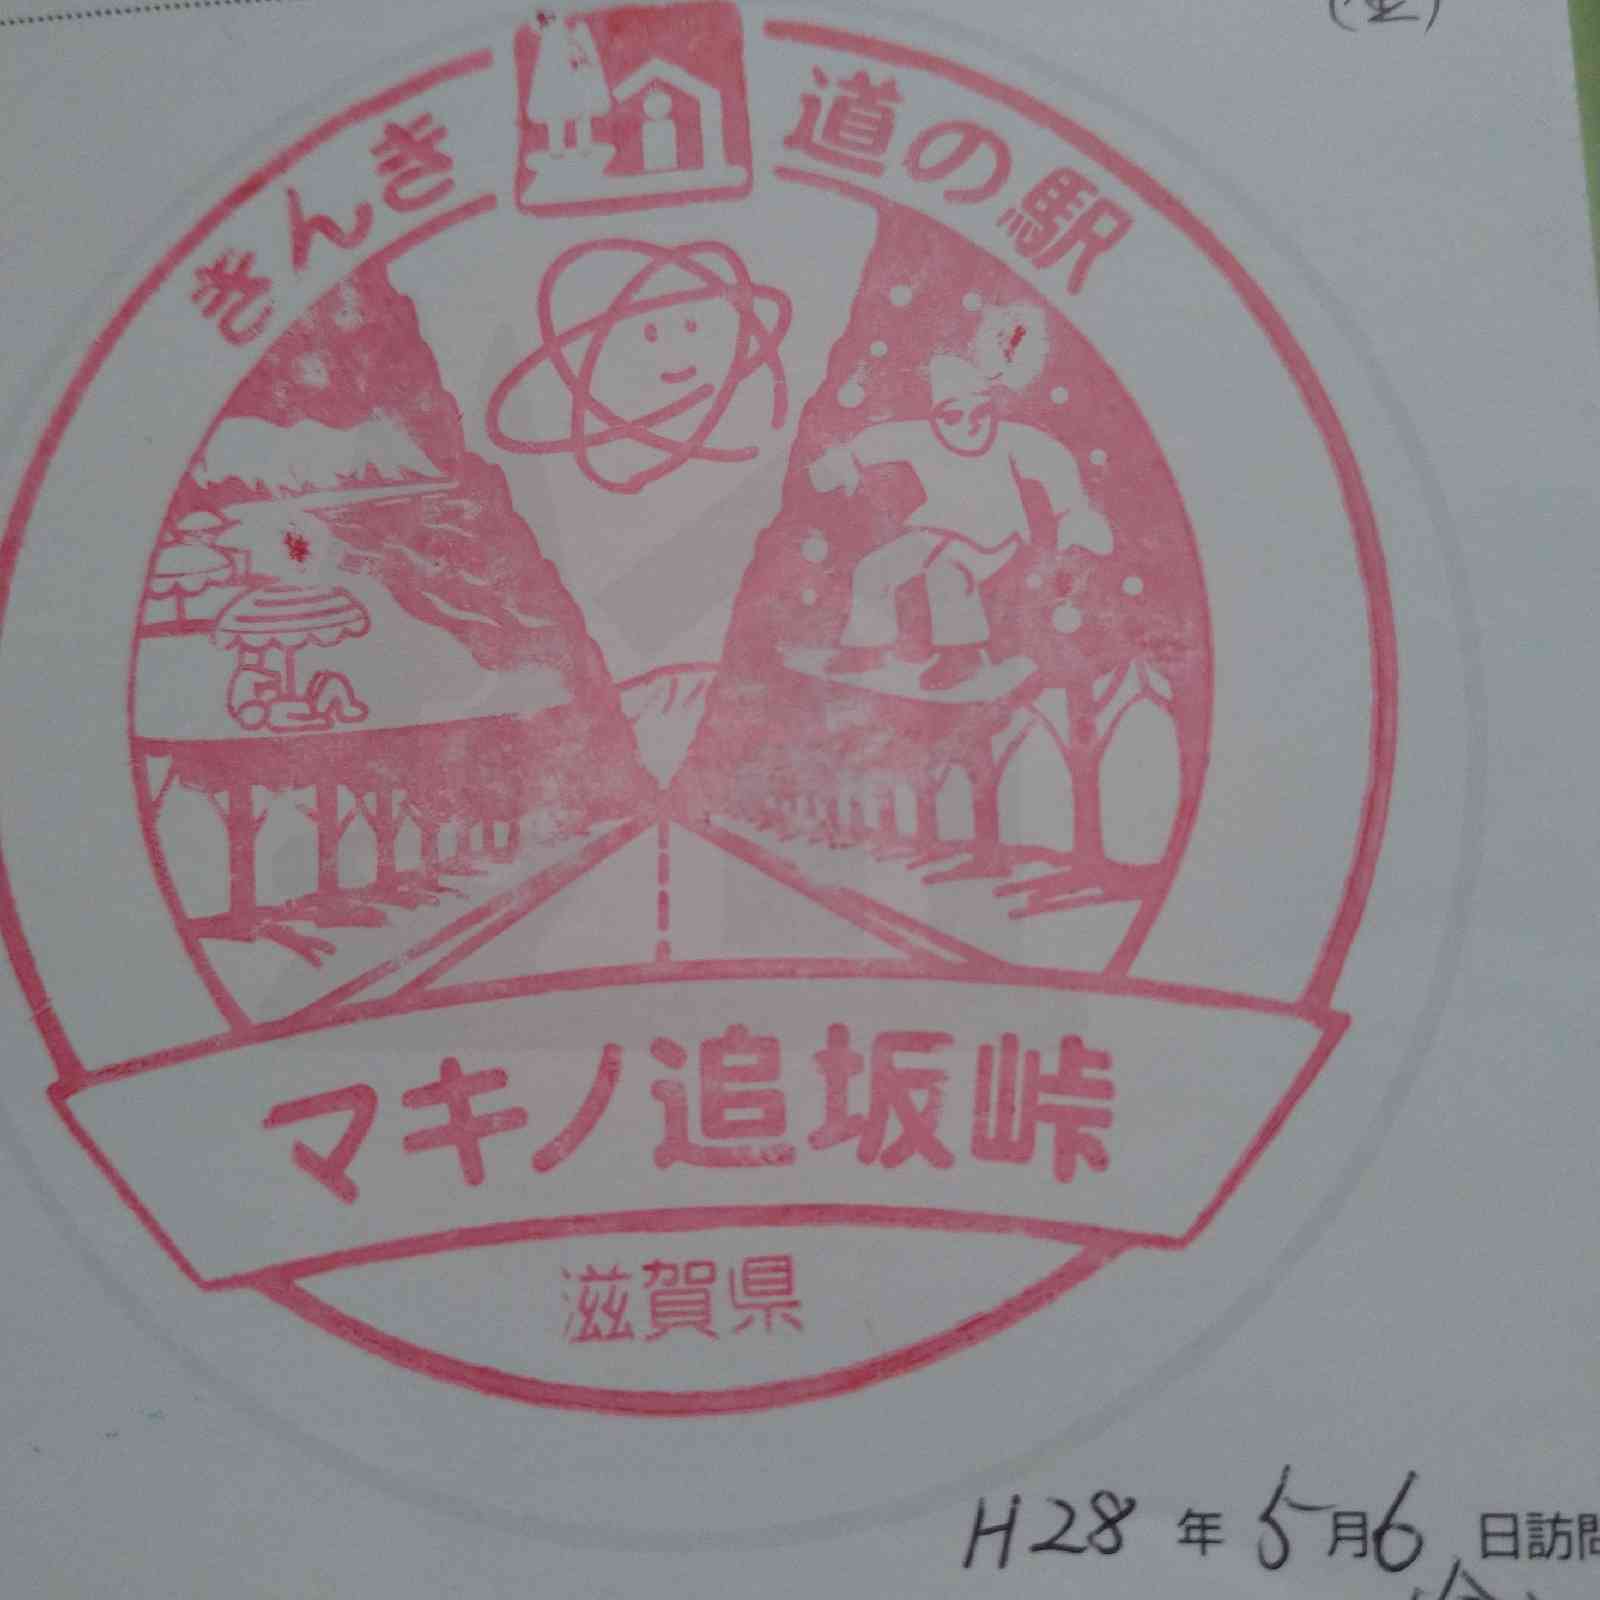 きんき 道の駅
マキノ追坂峠
滋賀県
H28 年 5月6 日訪問